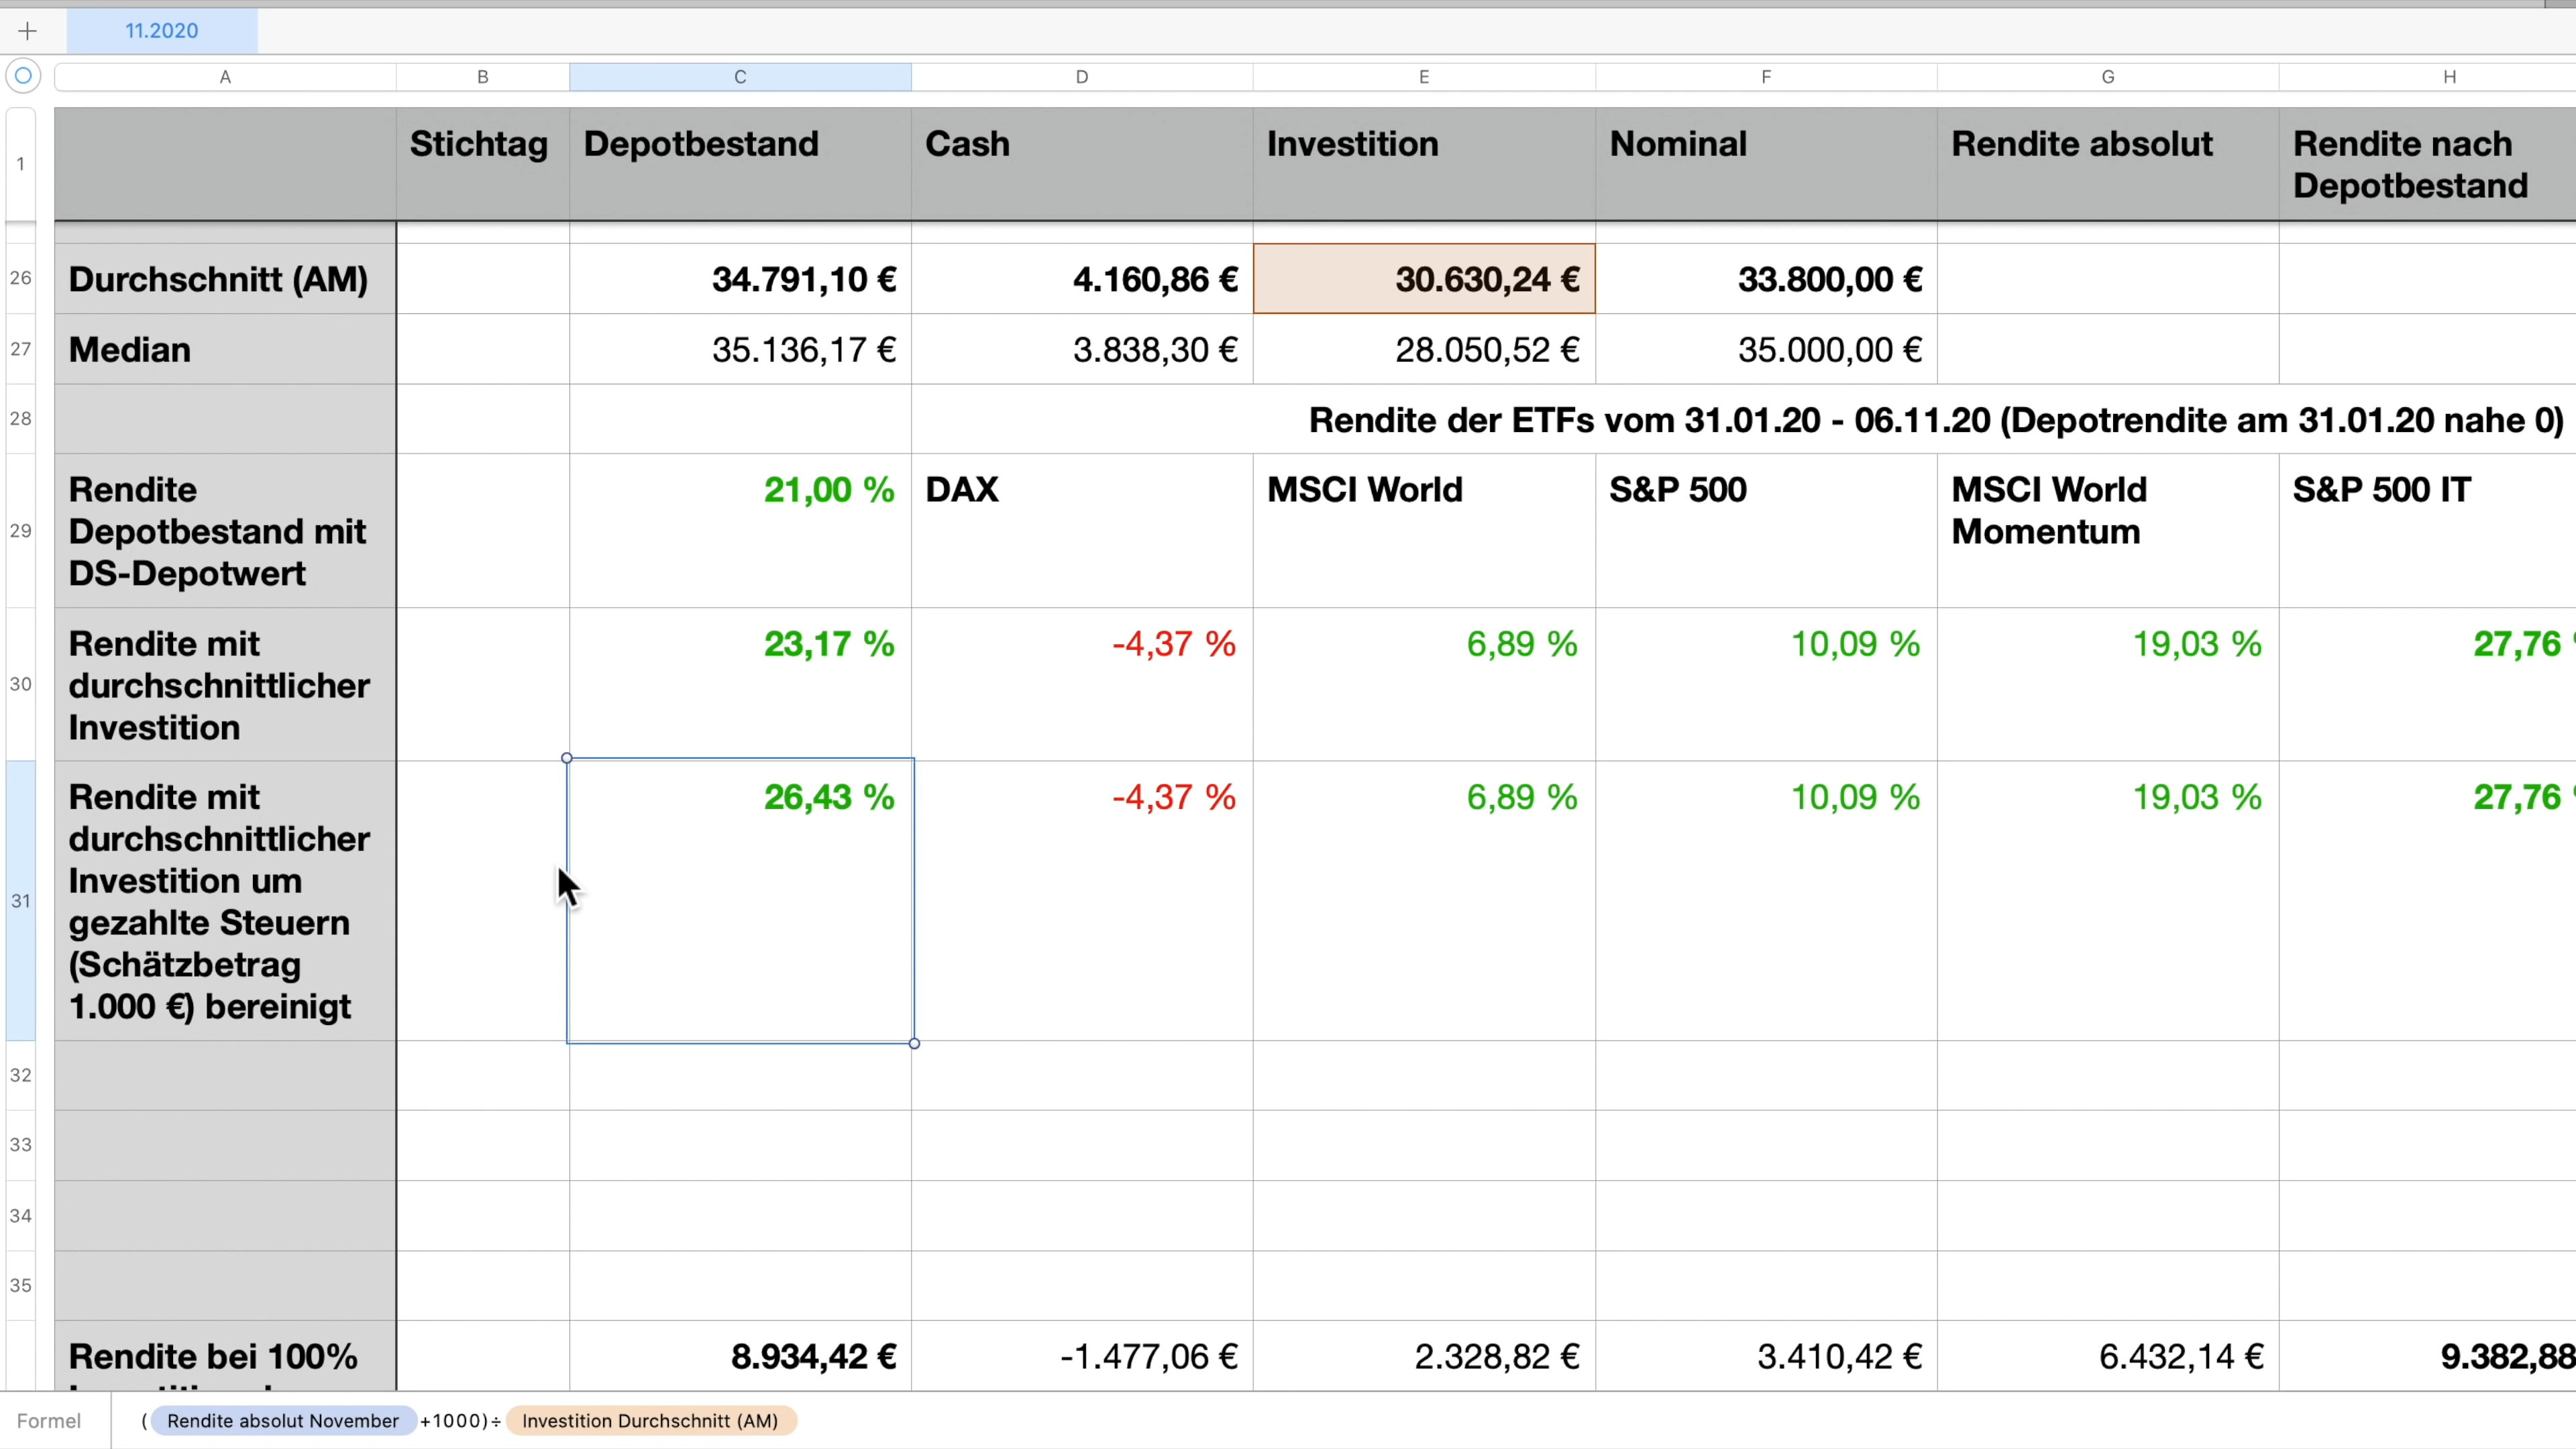 11.2020
A B C D E F G H
1 Stichtag Depotbestand Cash Investition Nominal Rendite absolut Rendite nach
Depotbestand
26 Durchschnitt (AM) 34.791,10 € 4.160,86 € 30.630,24 € 33.800,00 €
27 Median 35.136,17 € 3.838,30 € 28.050,52 € 35.000,00 €
28 Rendite der ETFs vom 31.01.20 - 06.11.20 (Depotrendite am 31.01.20 nahe 0)
29 Rendite
Depotbestand mit
DS-Depotwert
21,00 % DAX MSCI World S&P 500 MSCI World
Momentum
S&P 500 IT
30 Rendite mit
durchschnittlicher
Investition
23,17 % -4,37 % 6,89 % 10,09 % 19,03 % 27,76
31 Rendite mit
durchschnittlicher
Investition um
gezahlte Steuern
(Schätzbetrag
1.000 €) bereinigt
26,43 % -4,37 % 6,89 % 10,09 % 19,03 % 27,76
32
33
34
35
Rendite bei 100% 8.934,42 € -1.477,06 € 2.328,82 € 3.410,42 € 6.432,14 € 9.382,88
Formel ( Rendite absolut November +1000) ÷ Investition Durchschnitt (AM)